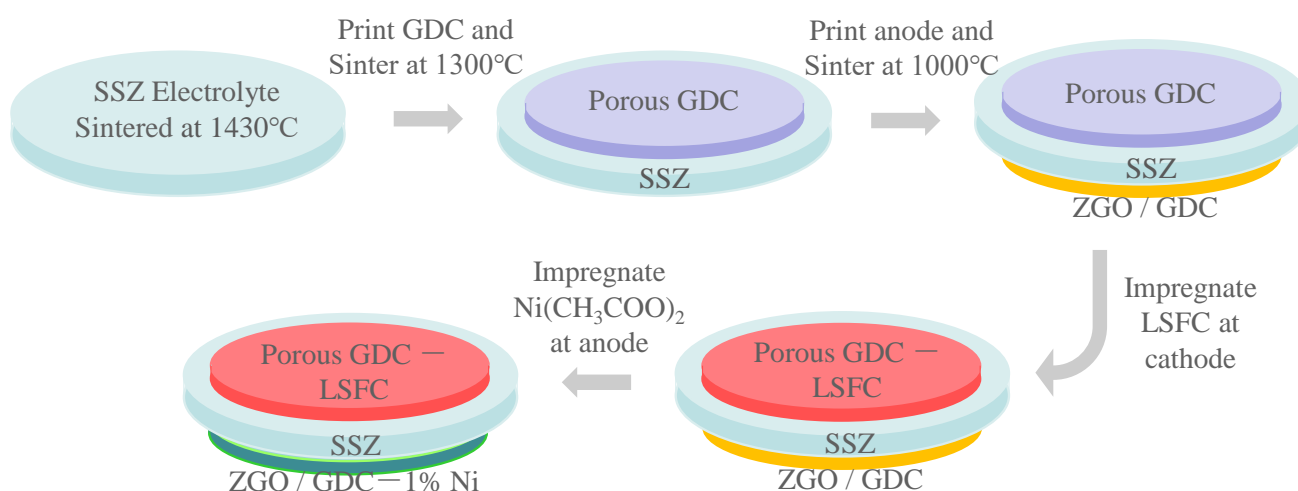 SSZ Electrolyte
Sintered at 1430℃
Print GDC and
Sinter at 1300℃
Porous GDC
SSZ
Print anode and
Sinter at 1000℃
Porous GDC
SSZ
ZGO / GDC
Impregnate
LSFC at
cathode
Porous GDC －
LSFC
SSZ
ZGO / GDC
Impregnate
Ni(CH₃COO)₂
at anode
Porous GDC －
LSFC
SSZ
ZGO / GDC－1% Ni